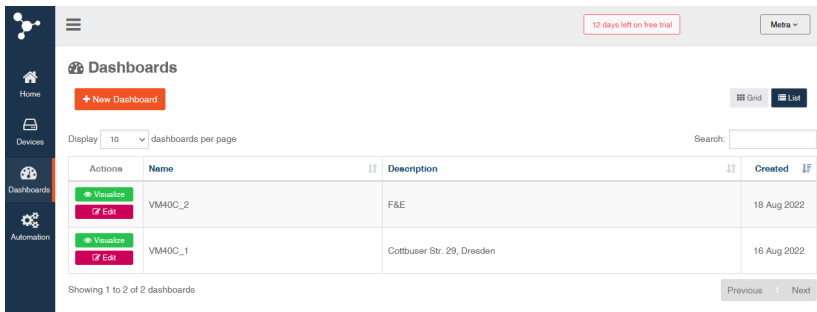 12 days left on free trial
Metra
Home
Devices
Dashboards
Automation
Dashboards
+ New Dashboard
Grid
List
Display 10 dashboards per page
Search:
Actions Name Description Created
Visualize
Edit
VM40C_2 F&E 18 Aug 2022
Visualize
Edit
VM40C_1 Cottbuser Str. 29, Dresden 16 Aug 2022
Showing 1 to 2 of 2 dashboards
Previous 1 Next